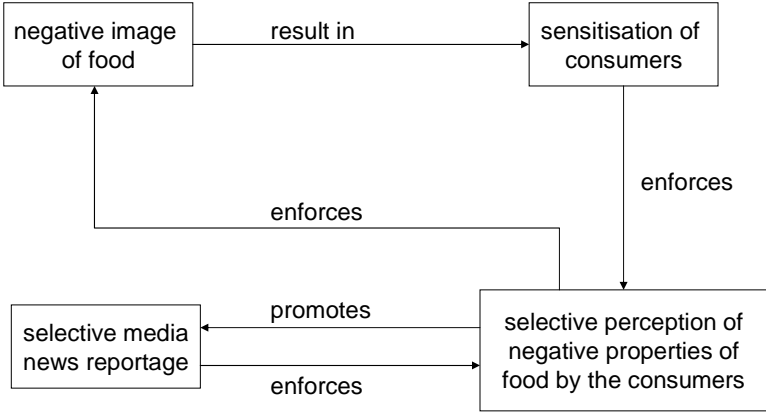 negative image
of food
result in
sensitisation of
consumers
enforces
enforces
promotes
selective media
news reportage
enforces
selective perception of
negative properties of
food by the consumers